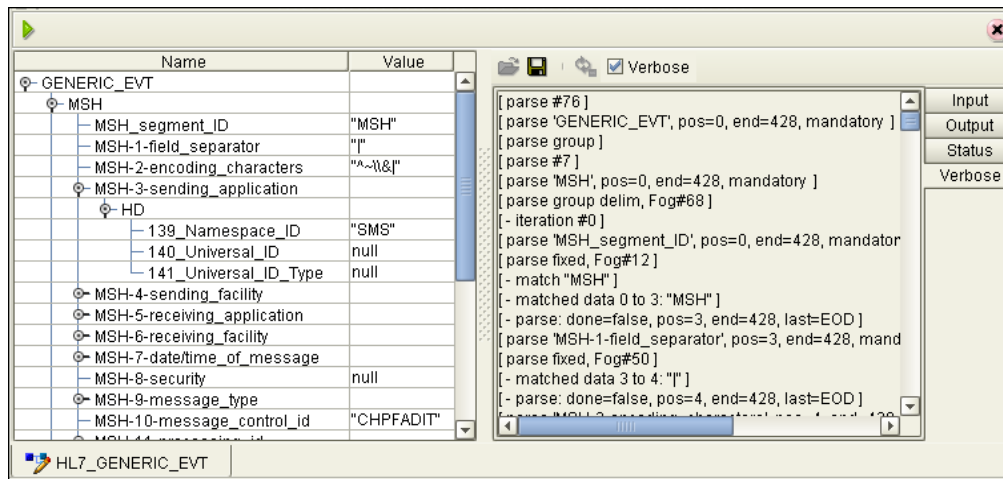 Name Value
GENERIC_EVT
MSH
MSH_segment_ID "MSH"
MSH-1-field_separator "|"
MSH-2-encoding_characters "^~\\&|"
MSH-3-sending_application
HD
139_Namespace_ID "SMS"
140_Universal_ID null
141_Universal_ID_Type null
MSH-4-sending_facility
MSH-5-receiving_application
MSH-6-receiving_facility
MSH-7-date/time_of_message
MSH-8-security null
MSH-9-message_type
MSH-10-message_control_id "CHPFADIT"
Verbose
[ parse #76 ]
[ parse 'GENERIC_EVT', pos=0, end=428, mandatory ]
[ parse group ]
[ parse #7 ]
[ parse 'MSH', pos=0, end=428, mandatory ]
[ parse group delim, Fog#68 ]
[ - iteration #0 ]
[ parse 'MSH_segment_ID', pos=0, end=428, mandator
[ parse fixed, Fog#12 ]
[ - match "MSH" ]
[ - matched data 0 to 3: "MSH" ]
[ - parse: done=false, pos=3, end=428, last=EOD ]
[ parse 'MSH-1-field_separator', pos=3, end=428, mand
[ parse fixed, Fog#50 ]
[ - matched data 3 to 4: "|" ]
[ - parse: done=false, pos=4, end=428, last=EOD ]
Input
Output
Status
Verbose
HL7_GENERIC_EVT